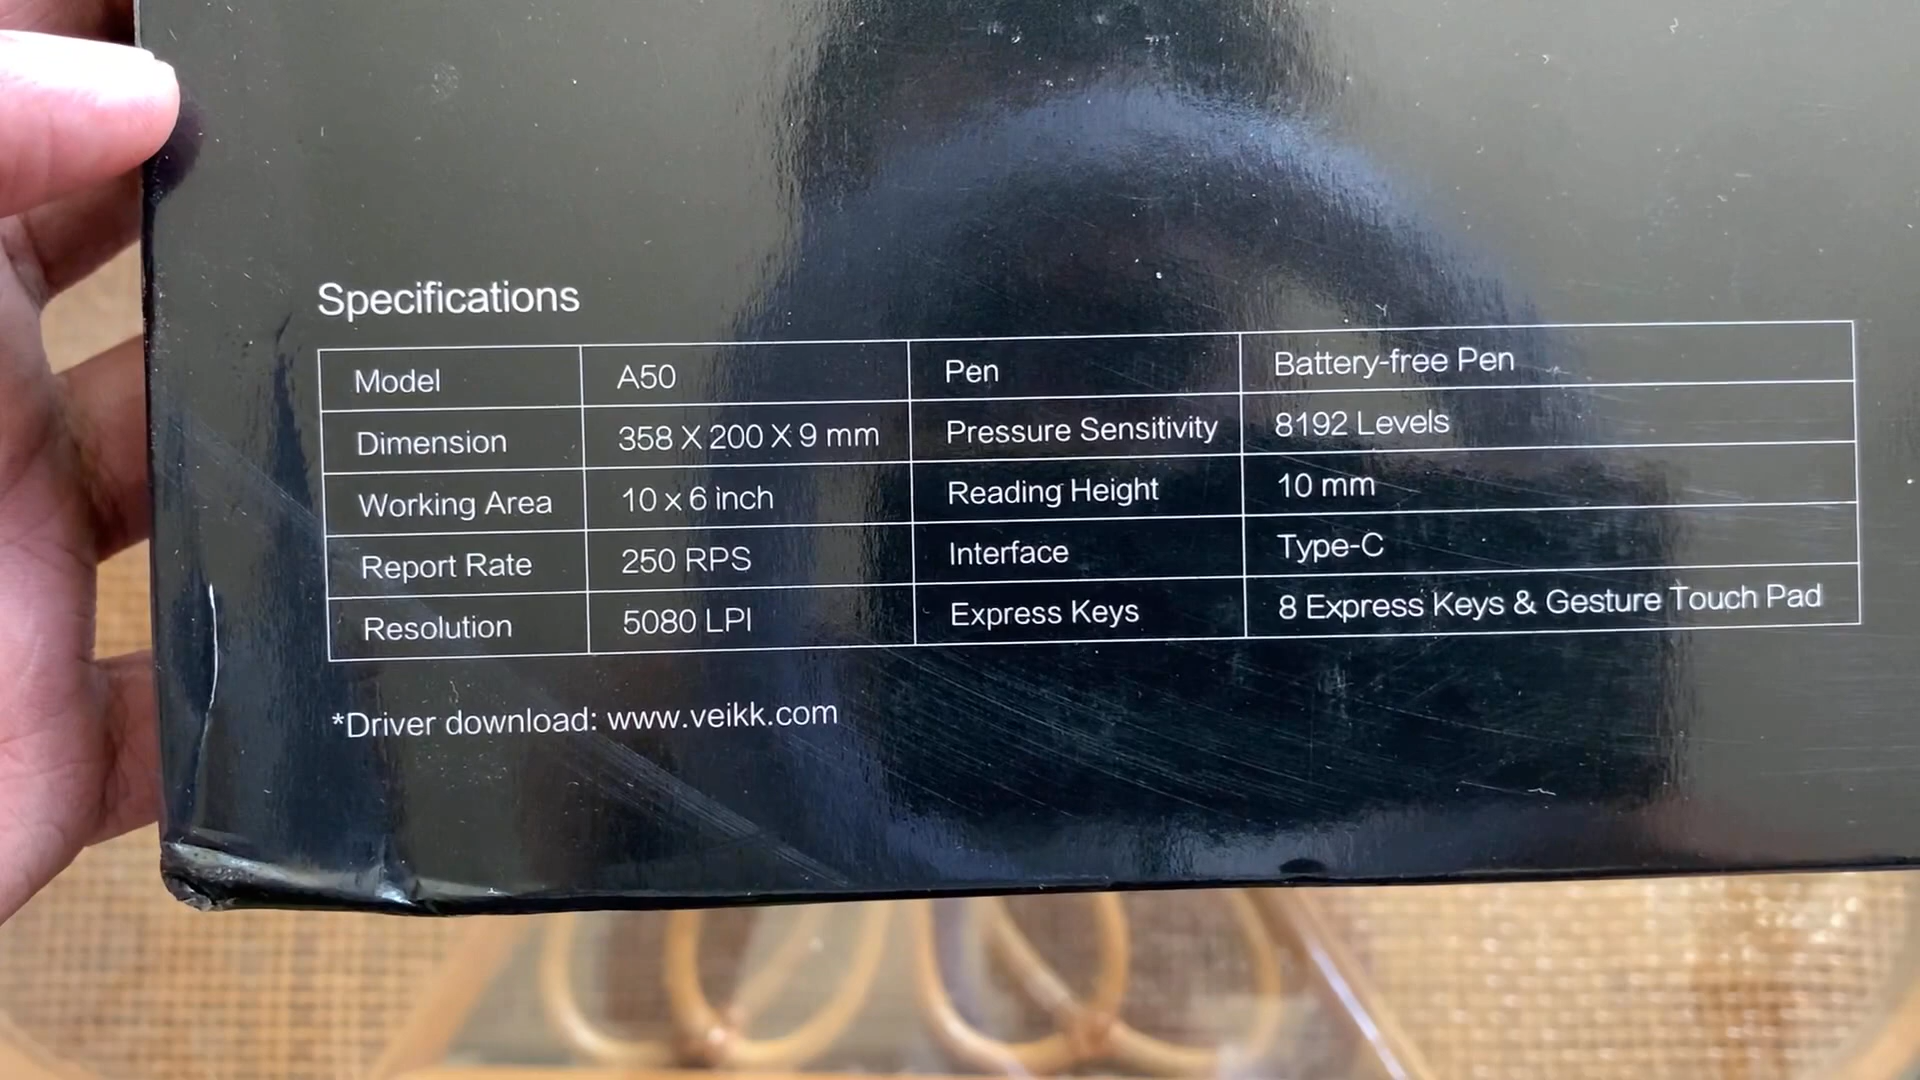 Specifications
Model A50 Pen Battery-free Pen
Dimension 358 X 200 X 9 mm Pressure Sensitivity 8192 Levels
Working Area 10 x 6 inch Reading Height 10 mm
Report Rate 250 RPS Interface Type-C
Resolution 5080 LPI Express Keys 8 Express Keys & Gesture Touch Pad
*Driver download: www.veikk.com